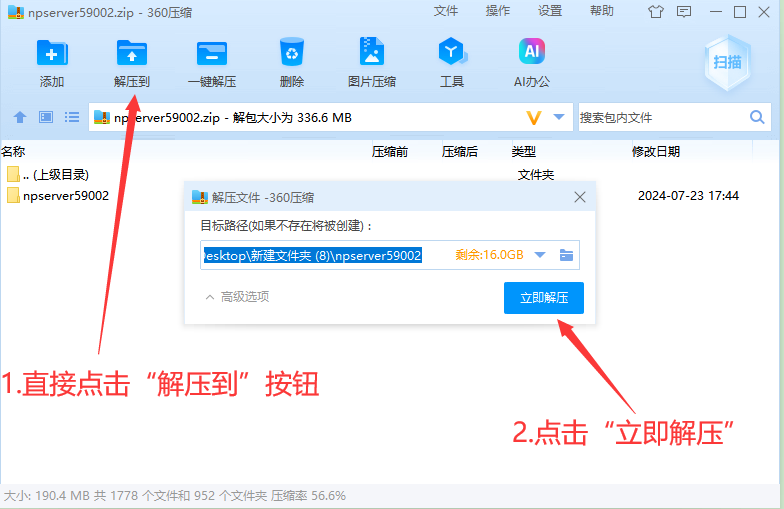 npserver59002.zip - 360压缩
文件 操作 设置 帮助
添加 解压到 一键解压 删除 图片压缩 工具 AI办公
AI
扫描
npserver59002.zip - 解包大小为 336.6 MB
搜索包内文件
名称 压缩前 压缩后 类型 修改日期
.. (上级目录) 文件夹
npserver59002 2024-07-23 17:44
解压文件 -360压缩
目标路径(如果不存在将被创建)：
esktop\新建文件夹 (8)\npserver59002 剩余:16.0GB
高级选项 立即解压
1.直接点击“解压到”按钮
2.点击“立即解压”
大小: 190.4 MB 共 1778 个文件和 952 个文件夹 压缩率 56.6%